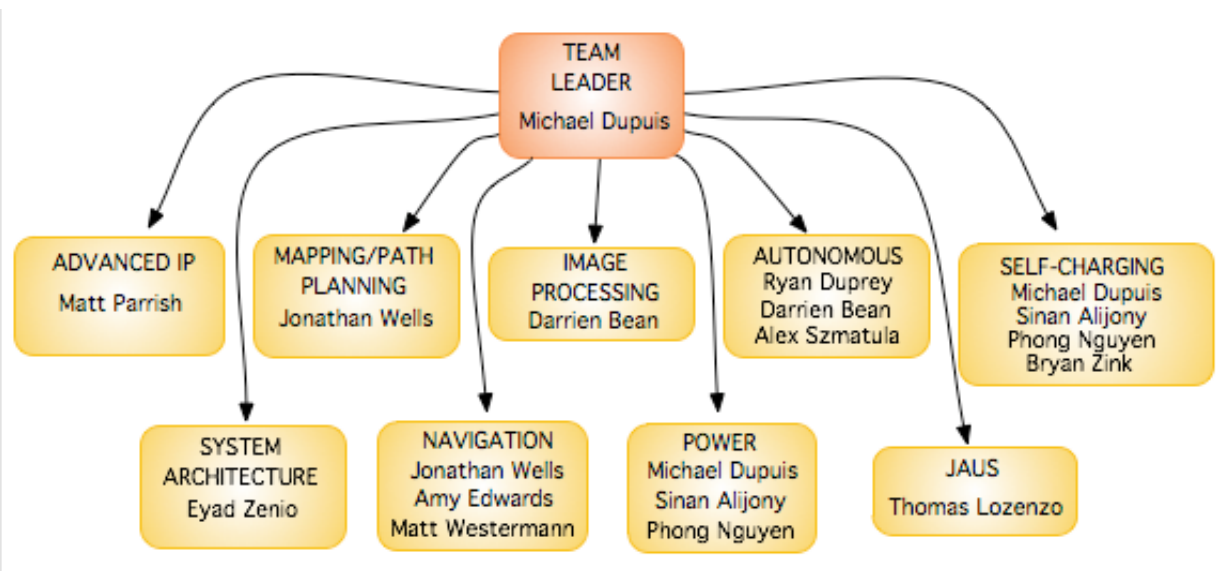 TEAM
LEADER
Michael Dupuis
ADVANCED IP
Matt Parrish
MAPPING/PATH
PLANNING
Jonathan Wells
IMAGE
PROCESSING
Darrien Bean
AUTONOMOUS
Ryan Duprey
Darrien Bean
Alex Szmatula
SELF-CHARGING
Michael Dupuis
Sinan Alijony
Phong Nguyen
Bryan Zink
SYSTEM
ARCHITECTURE
Eyad Zenio
NAVIGATION
Jonathan Wells
Amy Edwards
Matt Westermann
POWER
Michael Dupuis
Sinan Alijony
Phong Nguyen
JAUS
Thomas Lozenzo